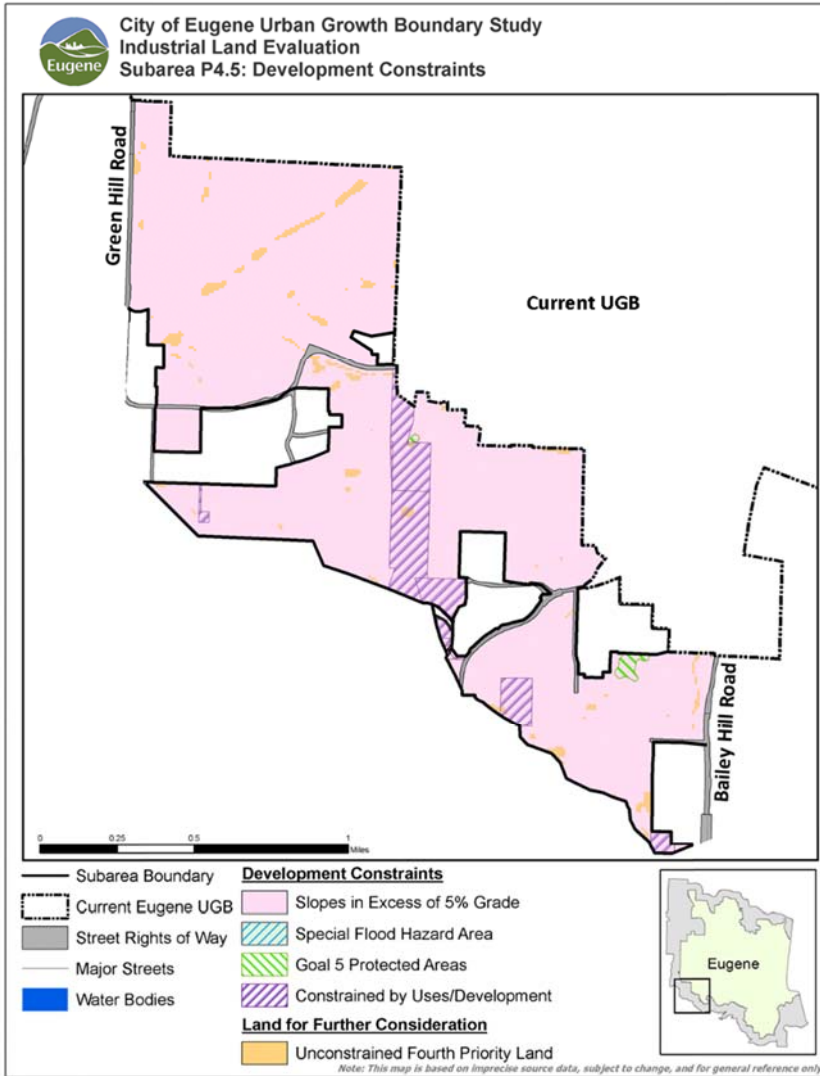 City of Eugene Urban Growth Boundary Study
Industrial Land Evaluation
Subarea P4.5: Development Constraints
Eugene
Green Hill Road
Current UGB
Bailey Hill Road
0 0.25 0.5 1
Miles
Subarea Boundary
Current Eugene UGB
Street Rights of Way
Major Streets
Water Bodies
Development Constraints
Slopes in Excess of 5% Grade
Special Flood Hazard Area
Goal 5 Protected Areas
Constrained by Uses/Development
Land for Further Consideration
Unconstrained Fourth Priority Land
Eugene
Note: This map is based on imprecise source data, subject to change, and for general reference only